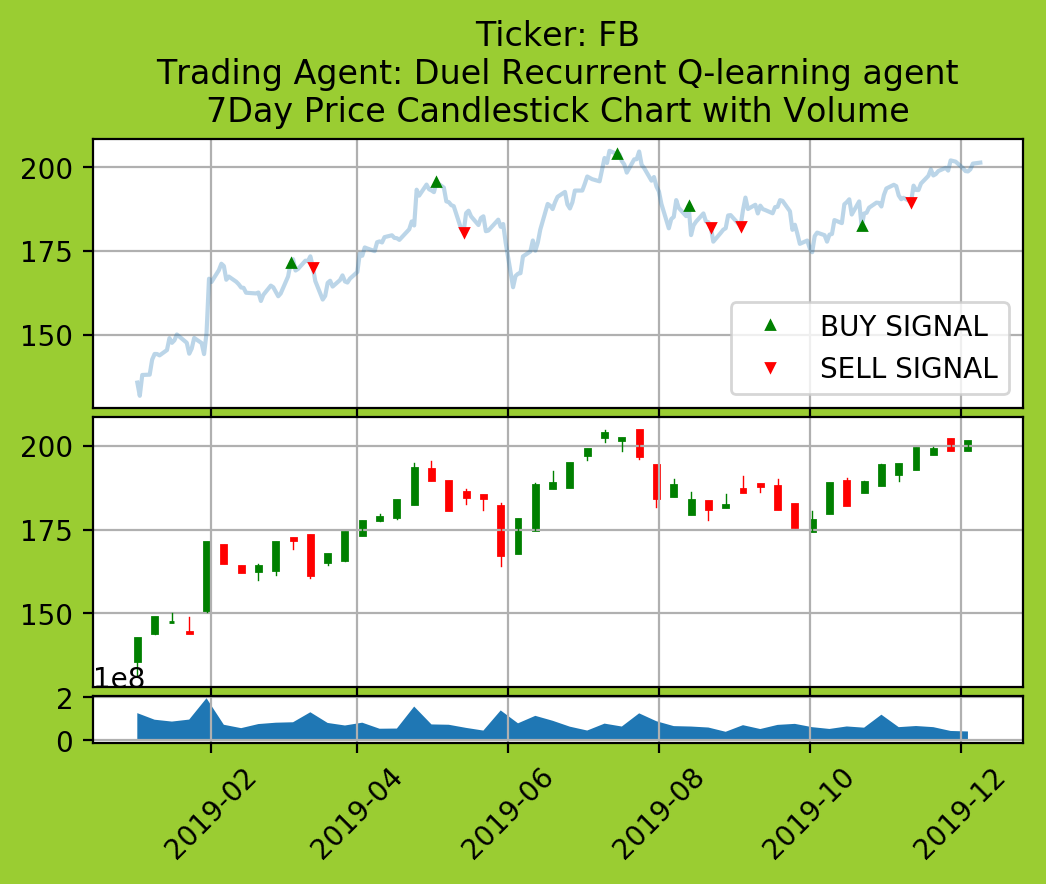 Ticker: FB
Trading Agent: Duel Recurrent Q-learning agent
7Day Price Candlestick Chart with Volume
200
175
150
BUY SIGNAL
SELL SIGNAL
200
175
150
1e8
2
0
2019-02
2019-04
2019-06
2019-08
2019-10
2019-12